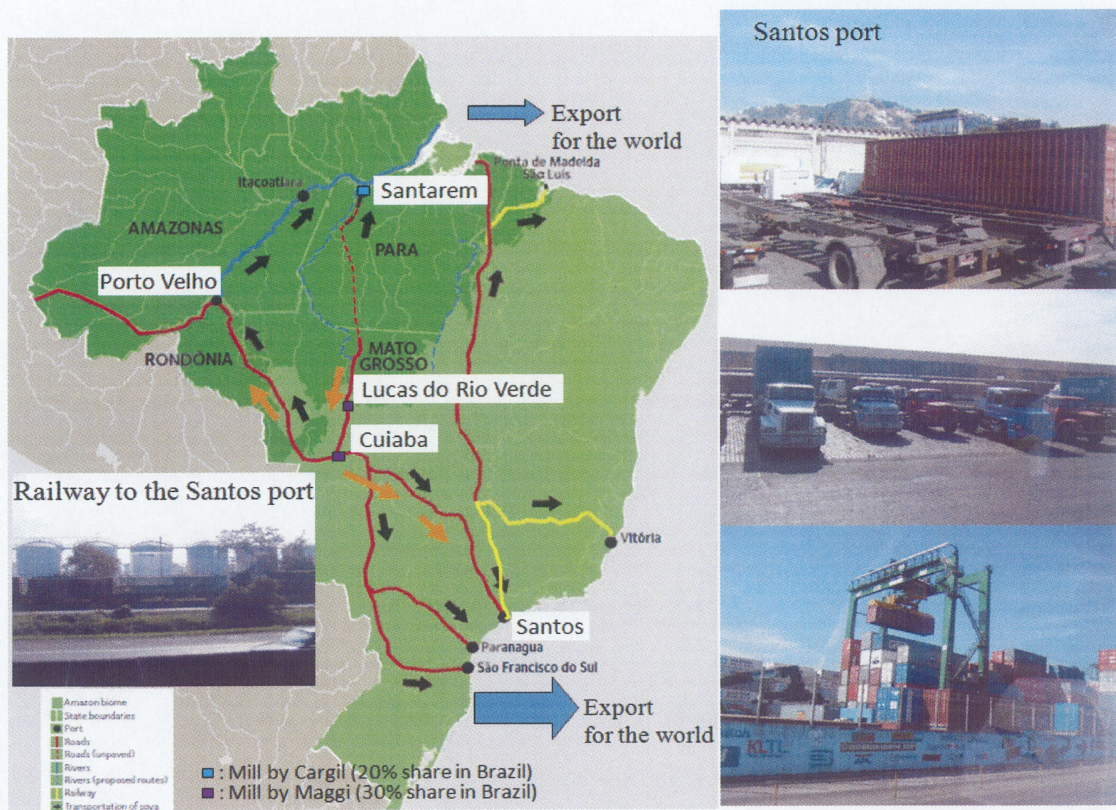 Santos port
Export
for the world
Ponta de Madeida
São Luís
Itacoatiara
Santarem
AMAZONAS
PARA
Porto Velho
RONDÔNIA
MATO
GROSSO
Lucas do Rio Verde
Cuiaba
Railway to the Santos port
Vitória
Santos
Paranagua
São Francisco do Sul
Export
for the world
Amazon biome
State boundaries
Port
Roads
Roads (unpaved)
Rivers
Rivers (proposed routes)
Railway
Transportation of soya
: Mill by Cargil (20% share in Brazil)
: Mill by Maggi (30% share in Brazil)
KLTL